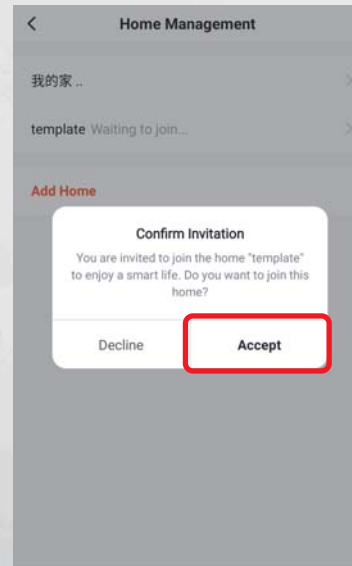 Home Management
我的家 ..
template Waiting to join...
Add Home
Confirm Invitation
You are invited to join the home "template"
to enjoy a smart life. Do you want to join this
home?
Decline Accept